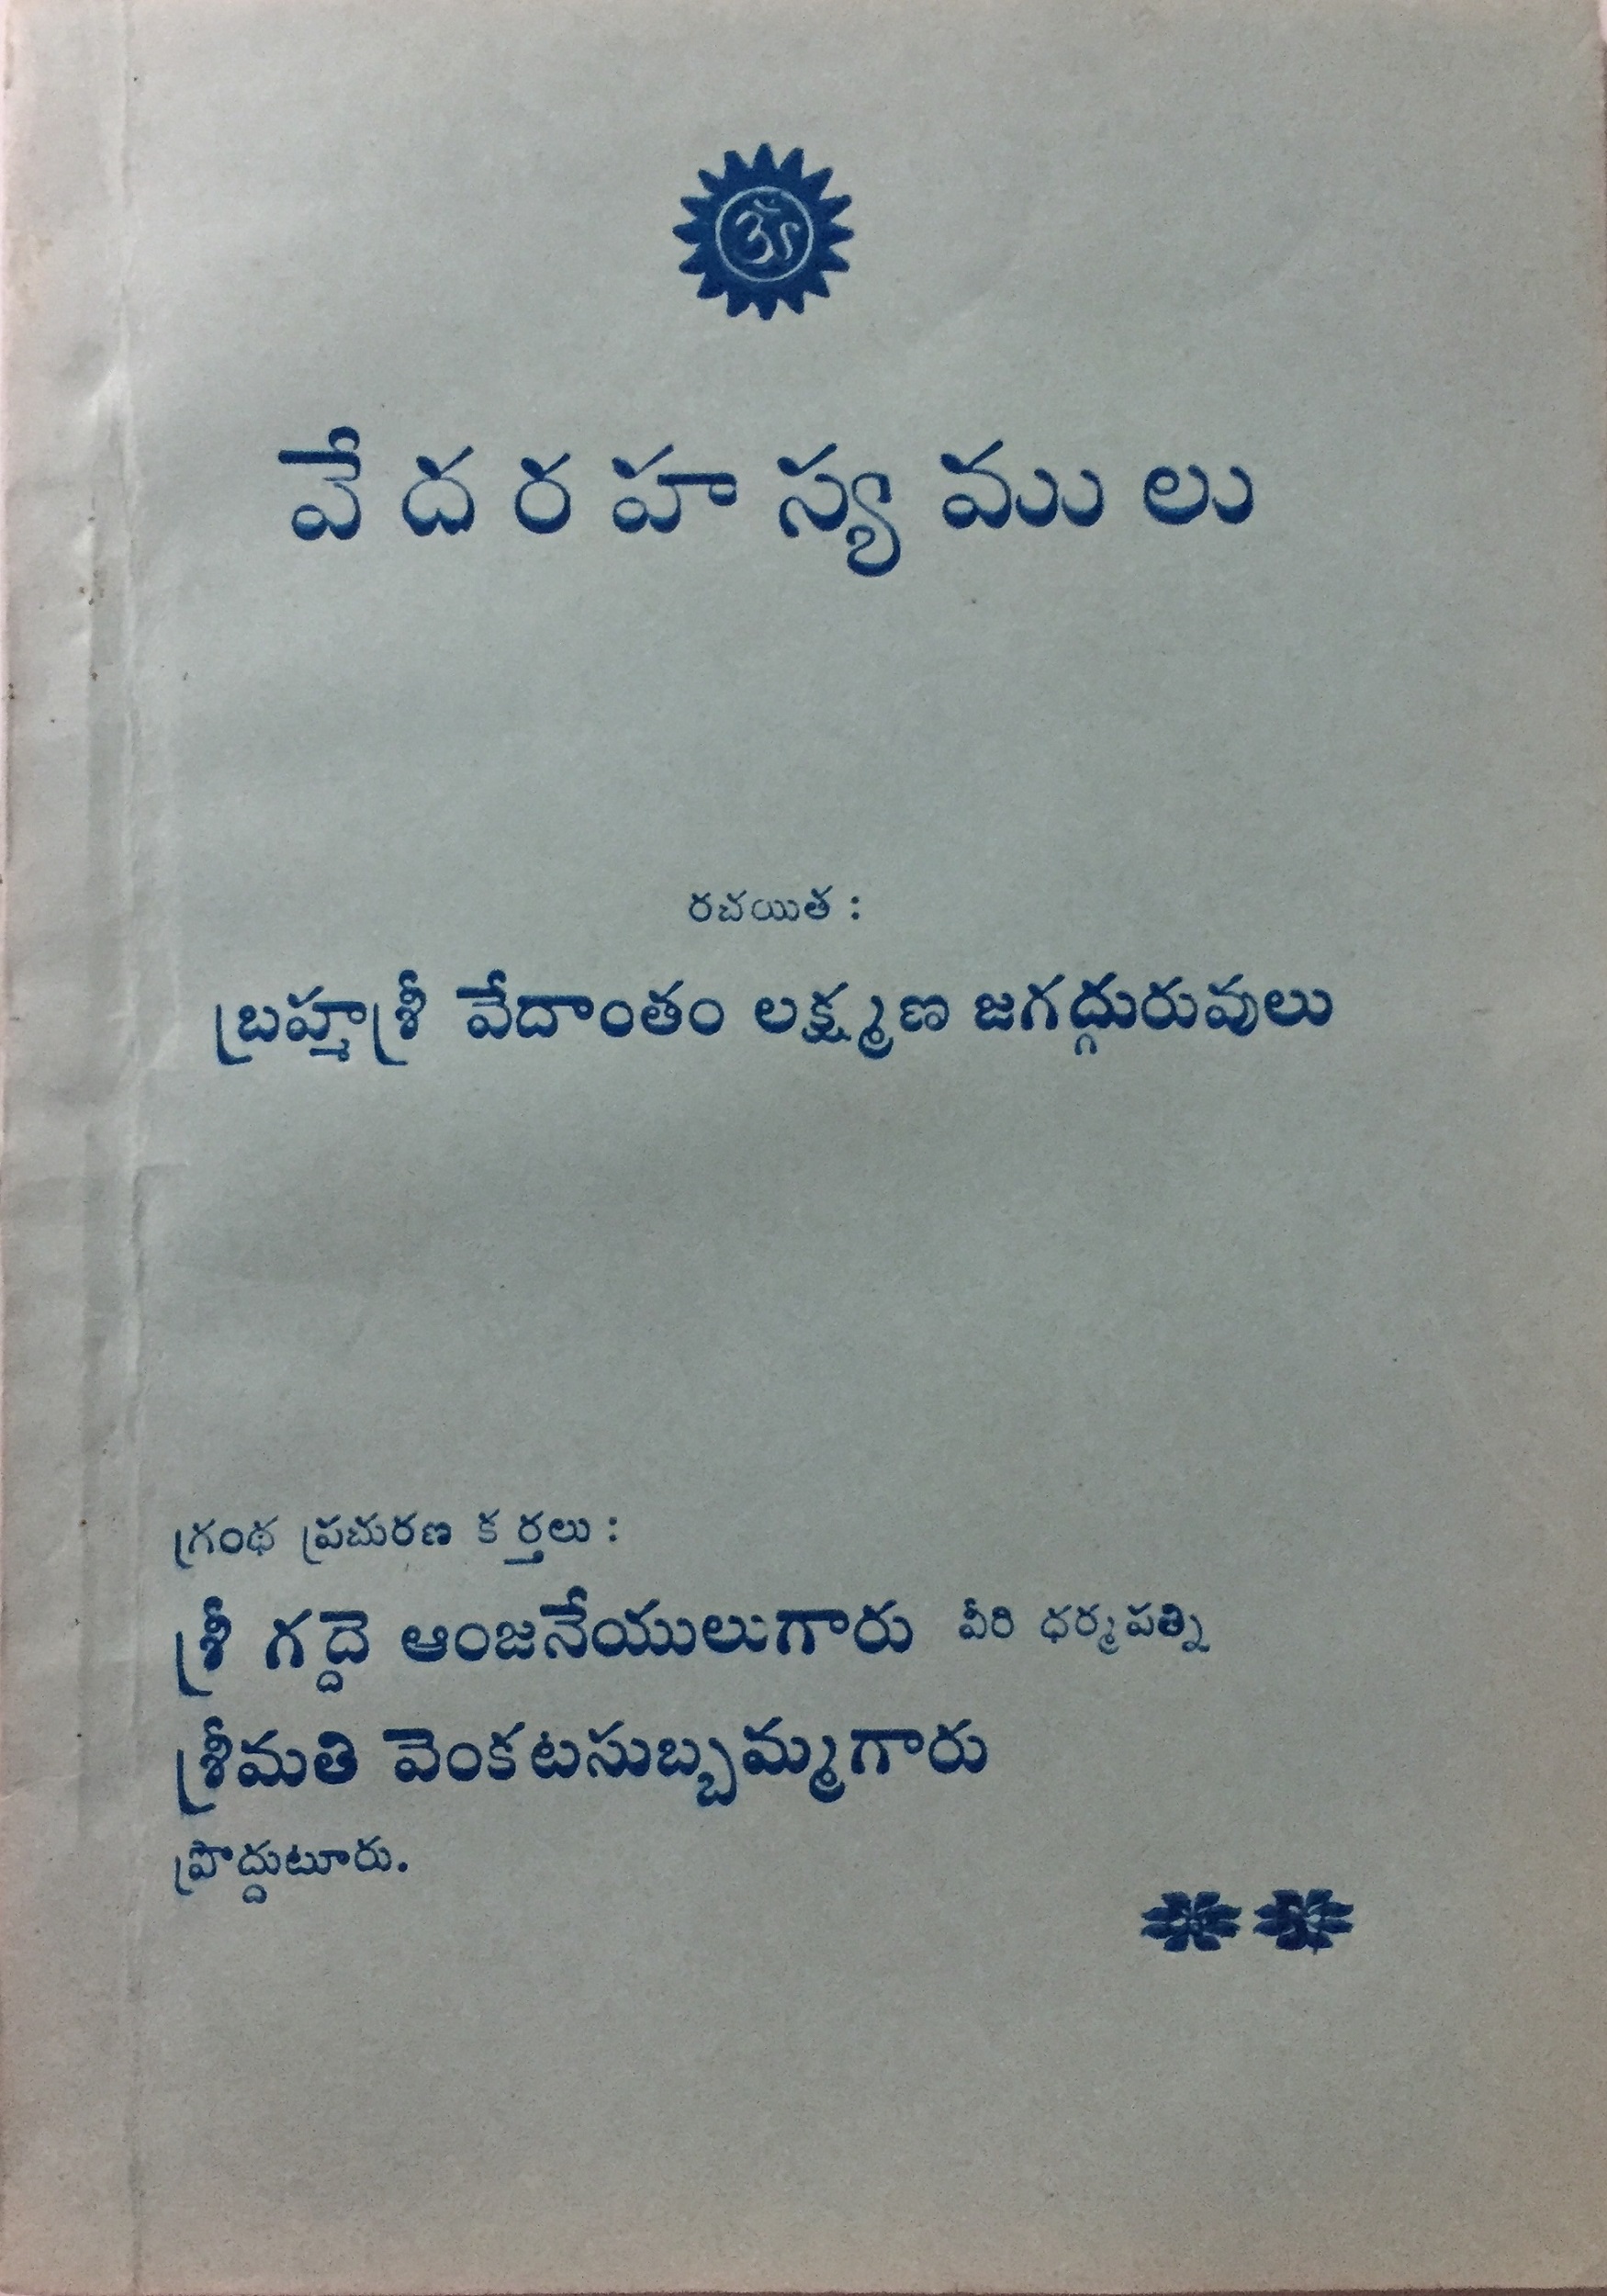 ॐ
వేదరహస్యములు
రచయిత :
బ్రహ్మశ్రీ వేదాంతం లక్ష్మణ జగద్గురువులు
గ్రంథ ప్రచురణ కర్తలు :
శ్రీ గద్దె ఆంజనేయులుగారు వీరి ధర్మపత్ని
శ్రీమతి వెంకటసుబ్బమ్మగారు
ప్రొద్దుటూరు.